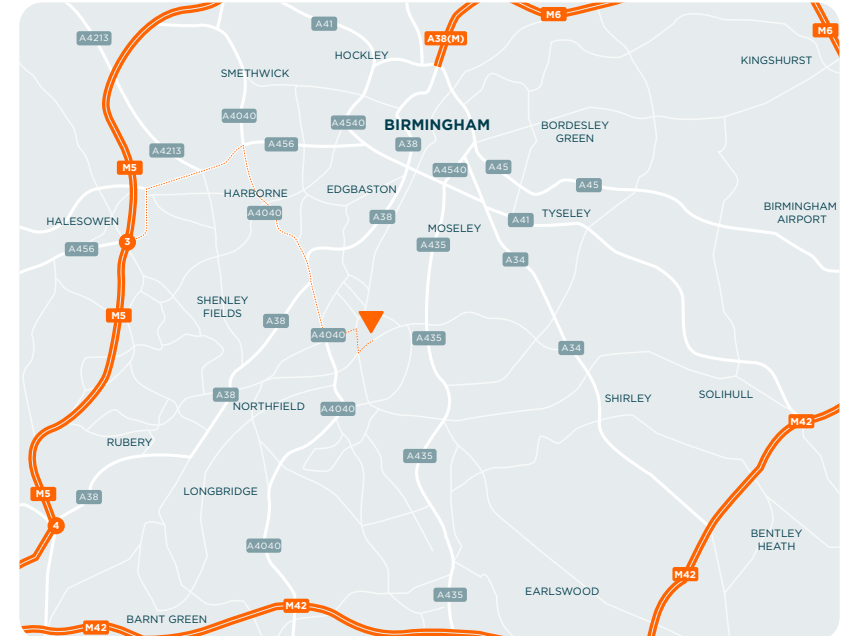 M6
A41
M6
A4213
A38(M)
HOCKLEY
KINGSHURST
SMETHWICK
A4040
A4540
BIRMINGHAM
BORDESLEY
GREEN
A456
A38
A4213
M5
A4540
A45
A45
HARBORNE
EDGBASTON
A4040
A38
A41
TYSELEY
BIRMINGHAM
AIRPORT
HALESOWEN
MOSELEY
3
A456
A435
A34
SHENLEY
FIELDS
M5
A38
A4040
A435
A34
A38
NORTHFIELD
A4040
SHIRLEY
SOLIHULL
M42
RUBERY
A435
M5
A38
LONGBRIDGE
4
A4040
BENTLEY
HEATH
M42
A435
EARLSWOOD
M42
BARNT GREEN
M42